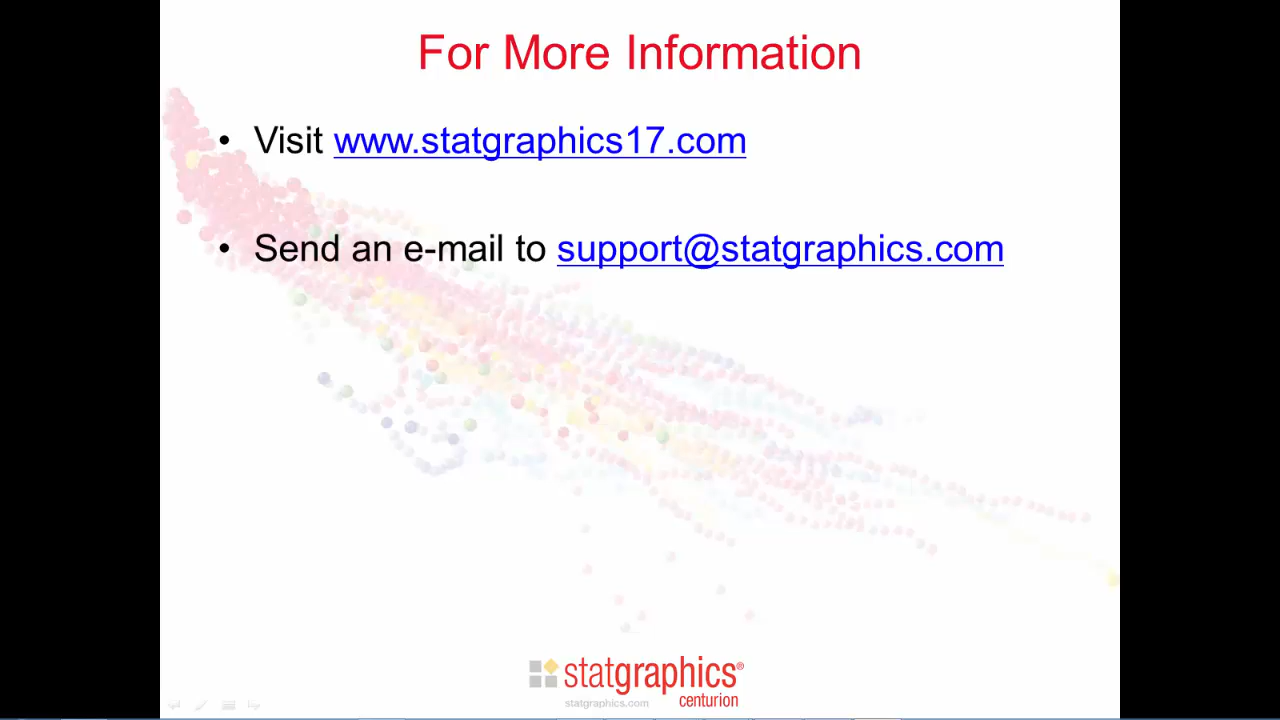 For More Information
• Visit www.statgraphics17.com
• Send an e-mail to support@statgraphics.com
statgraphics®
statgraphics.com
centurion